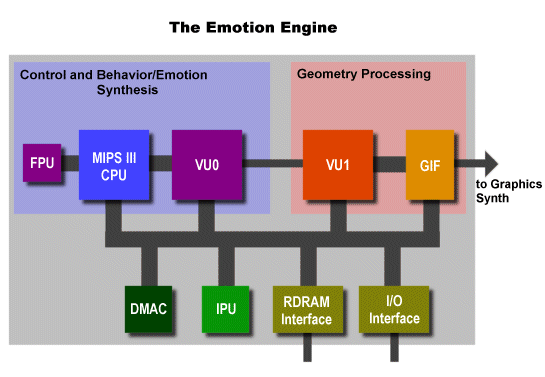 The Emotion Engine
Control and Behavior/Emotion
Synthesis
Geometry Processing
FPU
MIPS III
CPU
VU0
VU1
GIF
to Graphics
Synth
DMAC
IPU
RDRAM
Interface
I/O
Interface